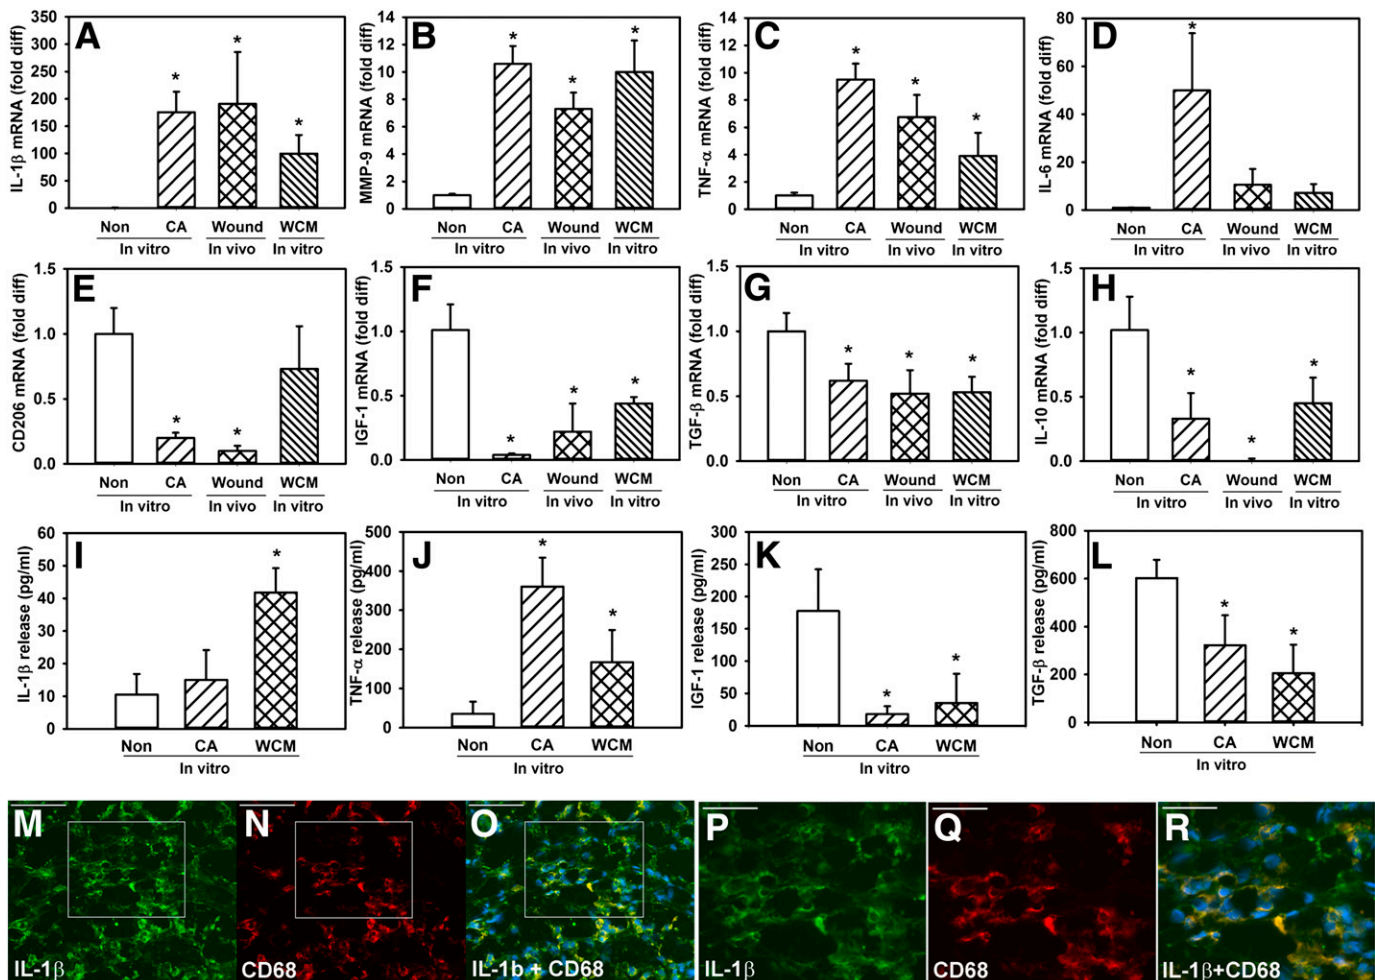 A
IL-1β mRNA (fold diff)
350
300
250
200
150
100
50
0
*
*
*
Non CA Wound WCM
In vitro In vivo In vitro
B
MMP-9 mRNA (fold diff)
14
12
10
8
6
4
2
0
*
*
*
Non CA Wound WCM
In vitro In vivo In vitro
C
TNF-α mRNA (fold diff)
14
12
10
8
6
4
2
0
*
*
*
Non CA Wound WCM
In vitro In vivo In vitro
D
IL-6 mRNA (fold diff)
80
60
40
20
0
*
Non CA Wound WCM
In vitro In vivo In vitro
E
CD206 mRNA (fold diff)
1.5
1.0
0.5
0.0
*
*
Non CA Wound WCM
In vitro In vivo In vitro
F
IGF-1 mRNA (fold diff)
1.5
1.0
0.5
0.0
*
*
*
Non CA Wound WCM
In vitro In vivo In vitro
G
TGF-β mRNA (fold diff)
1.5
1.0
0.5
0.0
*
*
*
Non CA Wound WCM
In vitro In vivo In vitro
H
IL-10 mRNA (fold diff)
1.5
1.0
0.5
0.0
*
*
*
Non CA Wound WCM
In vitro In vivo In vitro
I
IL-1β release (pg/ml)
60
50
40
30
20
10
0
*
Non CA WCM
In vitro
J
TNF-α release (pg/ml)
500
400
300
200
100
0
*
*
Non CA WCM
In vitro
K
IGF-1 release (pg/ml)
300
250
200
150
100
50
0
*
*
Non CA WCM
In vitro
L
TGF-β release (pg/ml)
800
600
400
200
0
*
*
Non CA WCM
In vitro
M
IL-1β
N
CD68
O
IL-1b + CD68
P
IL-1β
Q
CD68
R
IL-1β+CD68